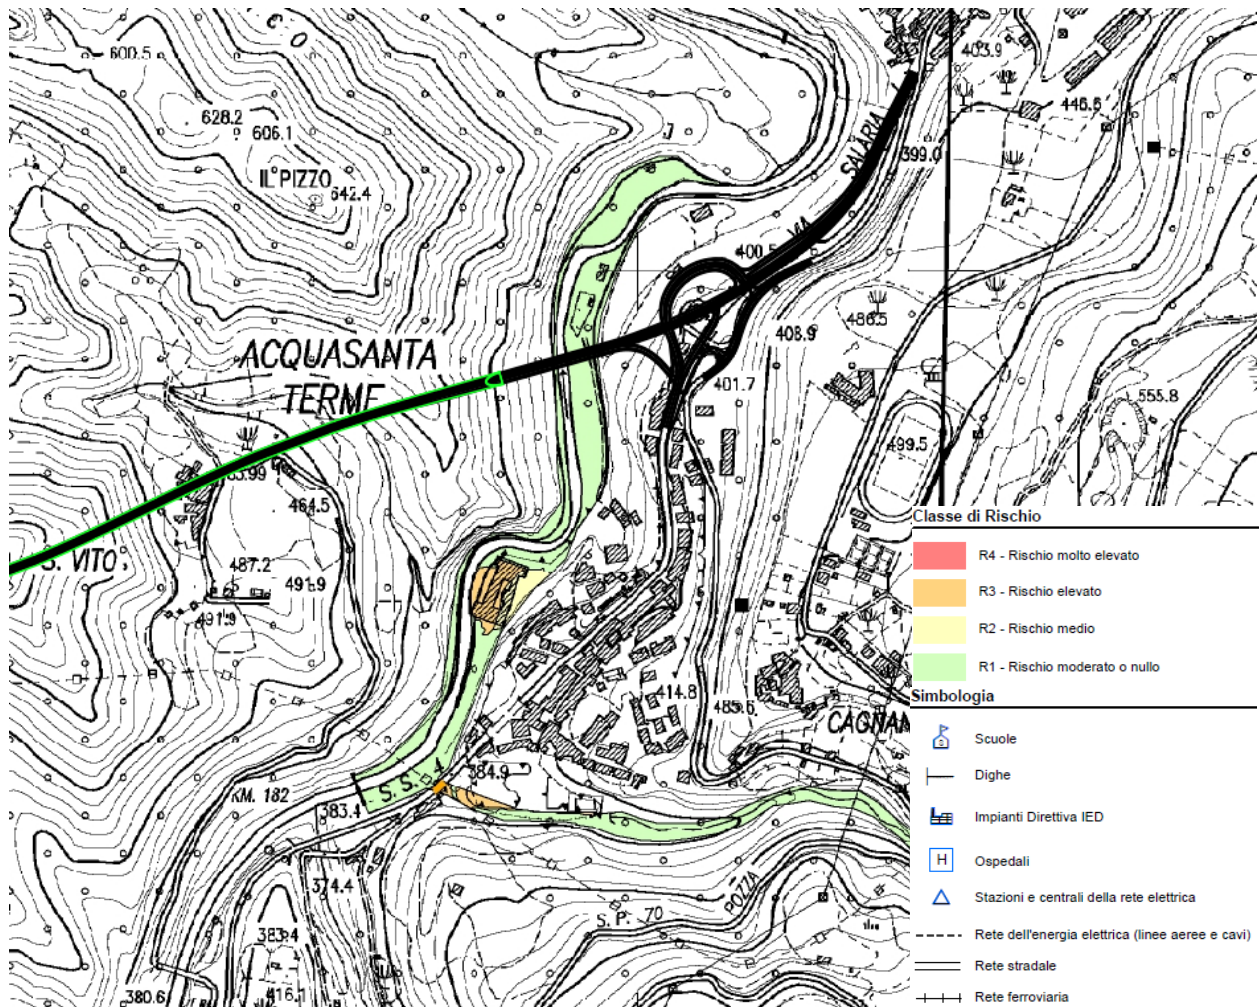 600.5
C O
403.9
628.2
606.1
446.5
SALARIA
399.0
IL PIZZO
642.4
VIA
400.5
486.5
408.9
ACQUASANTA
TERME
401.7
555.8
499.5
464.5
S. VITO
487.2
491.9
491.9
414.8
485.6
CAGNAN
S. S. 4
384.9
KM. 182
383.4
374.4
POZZA
S. P. 70
383.4
380.6
416.1
Classe di Rischio
R4 - Rischio molto elevato
R3 - Rischio elevato
R2 - Rischio medio
R1 - Rischio moderato o nullo
Simbologia
Scuole
Dighe
Impianti Direttiva IED
H
Ospedali
Stazioni e centrali della rete elettrica
Rete dell'energia elettrica (linee aeree e cavi)
Rete stradale
Rete ferroviaria